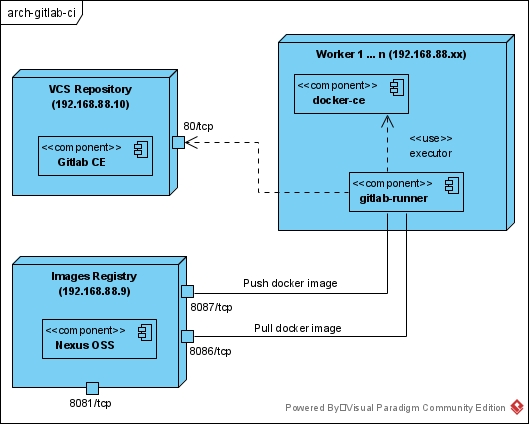 arch-gitlab-ci
VCS Repository
(192.168.88.10)
<<component>>
Gitlab CE
80/tcp
Worker 1 ... n (192.168.88.xx)
<<component>>
docker-ce
<<use>>
executor
<<component>>
gitlab-runner
Images Registry
(192.168.88.9)
<<component>>
Nexus OSS
Push docker image
8087/tcp
Pull docker image
8086/tcp
8081/tcp
Powered By□Visual Paradigm Community Edition